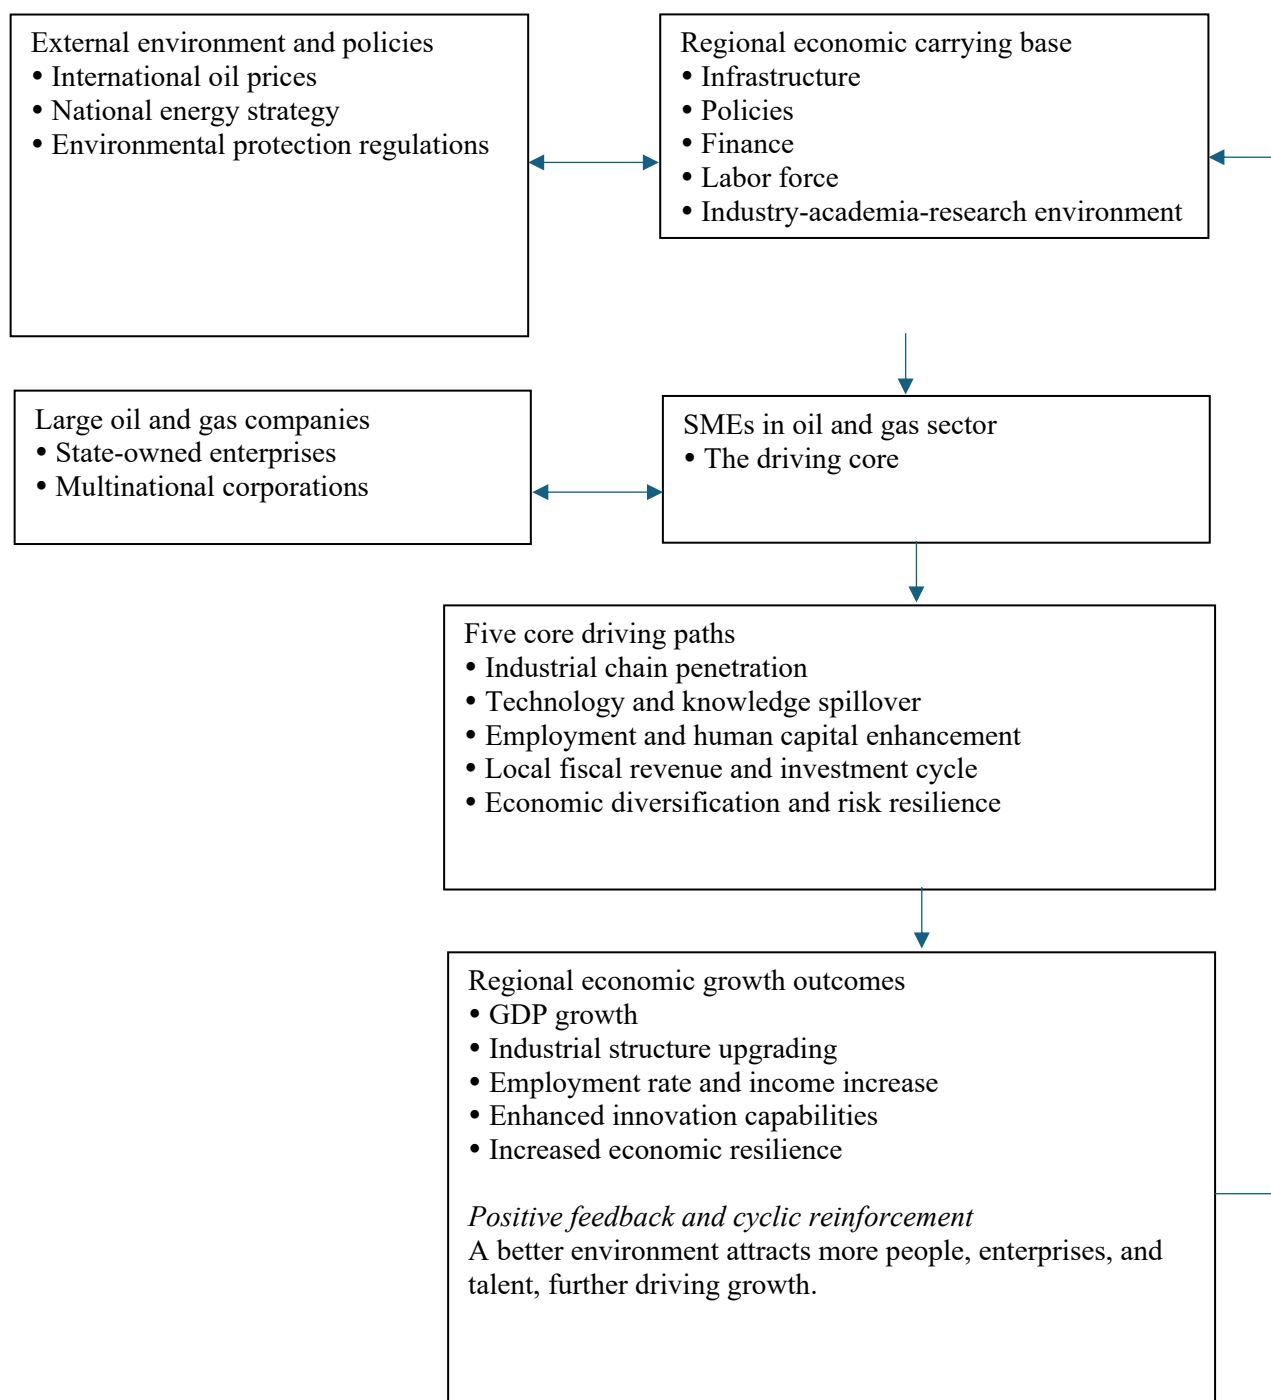 External environment and policies
• International oil prices
• National energy strategy
• Environmental protection regulations
Regional economic carrying base
• Infrastructure
• Policies
• Finance
• Labor force
• Industry-academia-research environment
Large oil and gas companies
• State-owned enterprises
• Multinational corporations
SMEs in oil and gas sector
• The driving core
Five core driving paths
• Industrial chain penetration
• Technology and knowledge spillover
• Employment and human capital enhancement
• Local fiscal revenue and investment cycle
• Economic diversification and risk resilience
Regional economic growth outcomes
• GDP growth
• Industrial structure upgrading
• Employment rate and income increase
• Enhanced innovation capabilities
• Increased economic resilience
Positive feedback and cyclic reinforcement
A better environment attracts more people, enterprises, and
talent, further driving growth.